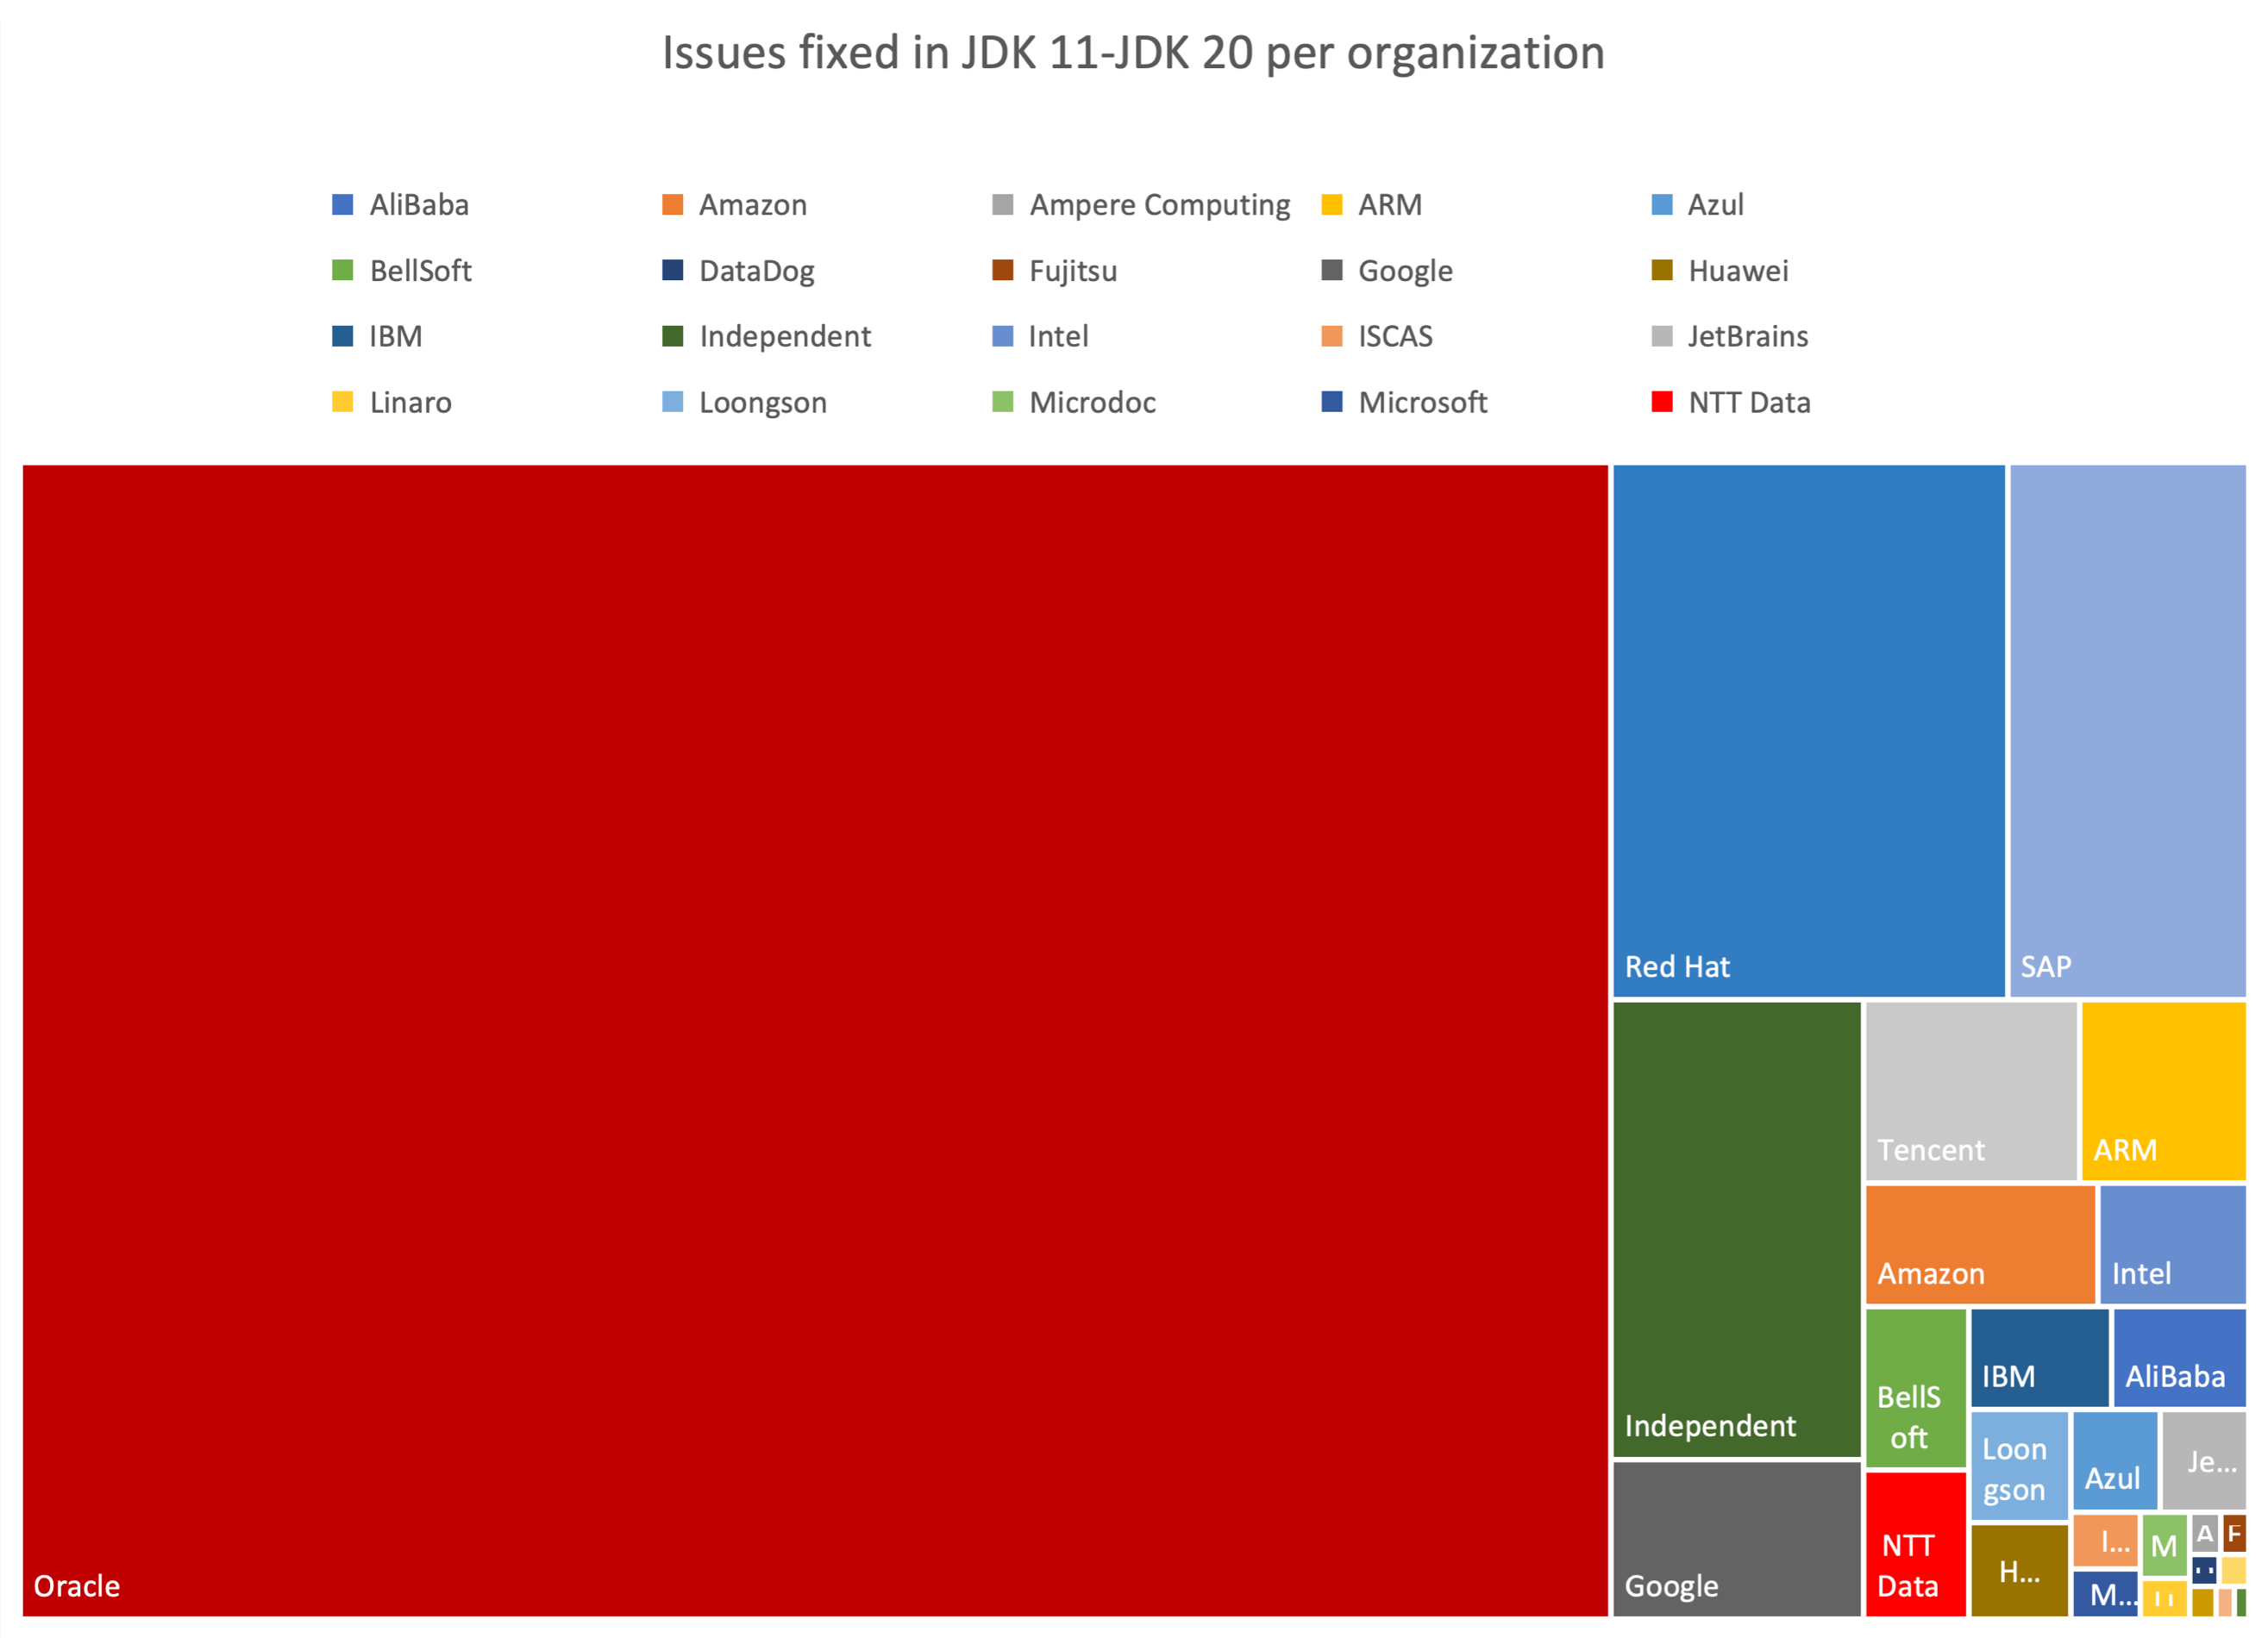 Issues fixed in JDK 11-JDK 20 per organization
AliBaba
Amazon
Ampere Computing
ARM
Azul
BellSoft
DataDog
Fujitsu
Google
Huawei
IBM
Independent
Intel
ISCAS
JetBrains
Linaro
Loongson
Microdoc
Microsoft
NTT Data
Oracle
Red Hat
SAP
Independent
Google
Tencent
ARM
Amazon
Intel
BellS
oft
IBM
AliBaba
NTT
Data
Loon
gson
Azul
Je...
H...
I...
M...
M
A